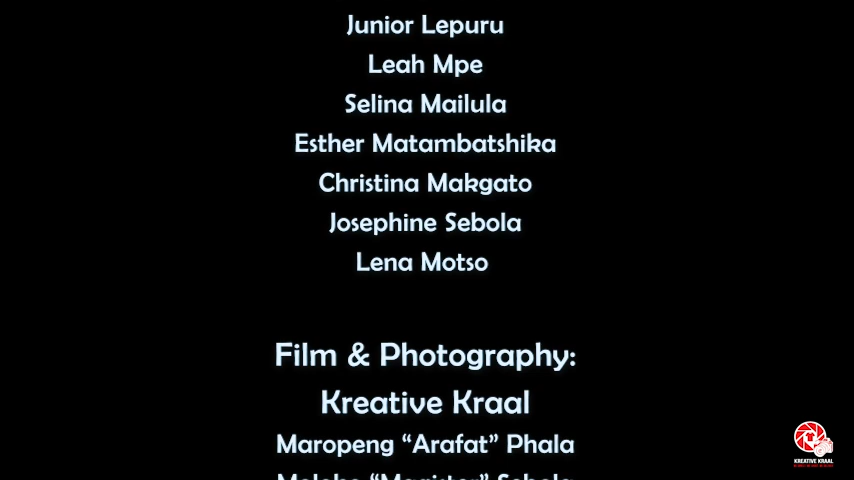 Junior Lepuru
Leah Mpe
Selina Mailula
Esther Matambatshika
Christina Makgato
Josephine Sebola
Lena Motso
Film & Photography:
Kreative Kraal
Maropeng “Arafat” Phala
KREATIVE KRAAL